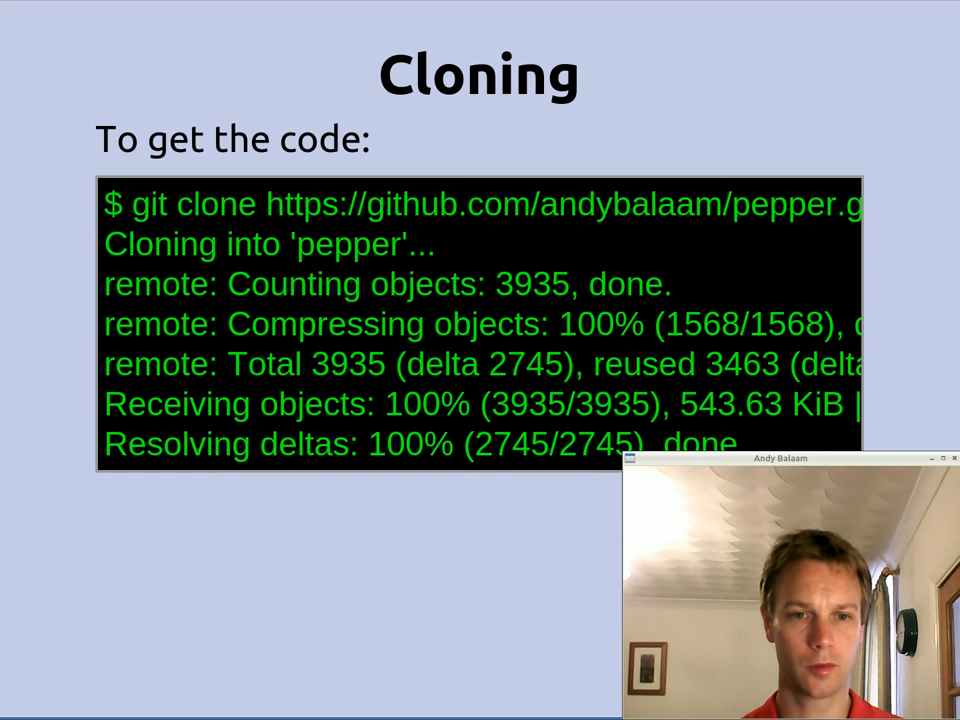 Cloning
To get the code:
$ git clone https://github.com/andybalaam/pepper.g
Cloning into 'pepper'...
remote: Counting objects: 3935, done.
remote: Compressing objects: 100% (1568/1568), d
remote: Total 3935 (delta 2745), reused 3463 (delta
Receiving objects: 100% (3935/3935), 543.63 KiB |
Resolving deltas: 100% (2745/2745), done.
Andy Balaam